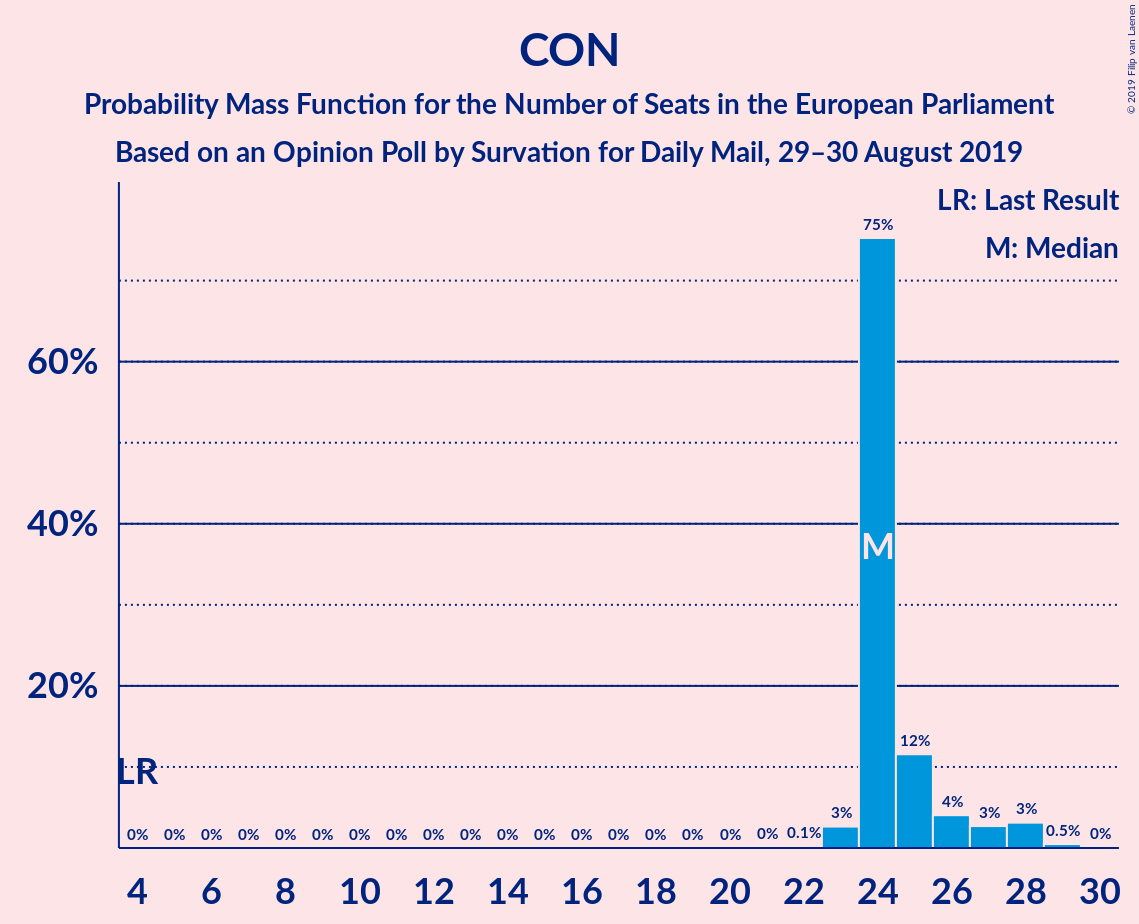 CON
Probability Mass Function for the Number of Seats in the European Parliament
Based on an Opinion Poll by Survation for Daily Mail, 29–30 August 2019
© 2019 Filip van Laenen
LR: Last Result
M: Median
75%
60%
40%
M
20%
12%
LR
4%
3%
3%
3%
0% 0% 0% 0% 0% 0% 0% 0% 0% 0% 0% 0% 0% 0% 0% 0% 0% 0% 0.1% 0.5% 0%
4 6 8 10 12 14 16 18 20 22 24 26 28 30